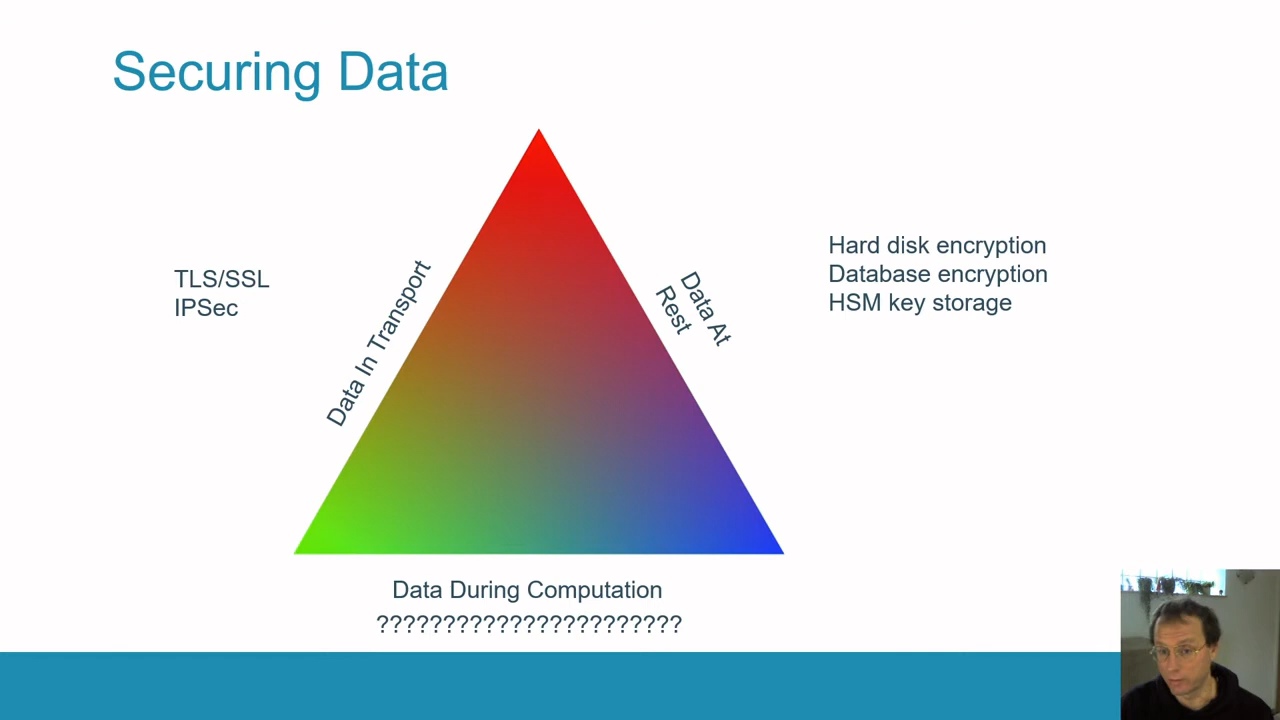 Securing Data
TLS/SSL
IPSec
Data In Transport
Data At
Rest
Hard disk encryption
Database encryption
HSM key storage
Data During Computation
???????????????????????